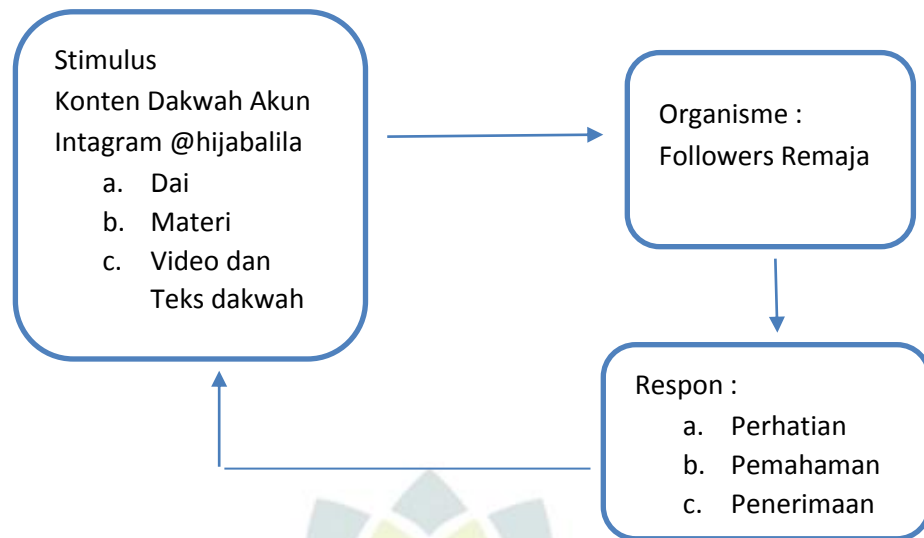 Stimulus
Konten Dakwah Akun
Intagram @hijabalila
a. Dai
b. Materi
c. Video dan
Teks dakwah
Organisme :
Followers Remaja
Respon :
a. Perhatian
b. Pemahaman
c. Penerimaan